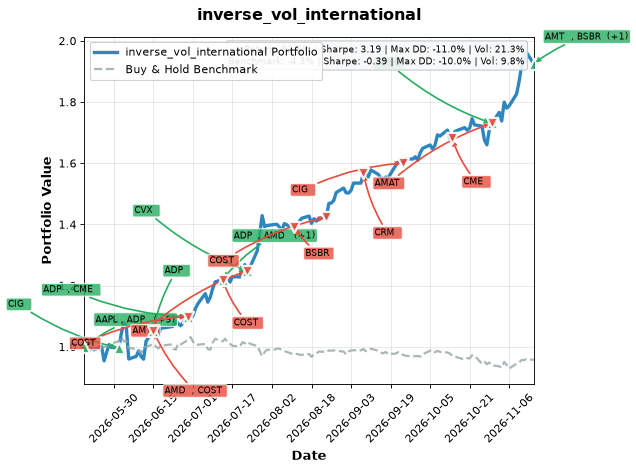 inverse_vol_international
inverse_vol_international Portfolio
Buy & Hold Benchmark
Sharpe: 3.19 | Max DD: -11.0% | Vol: 21.3%
Benchmark: -4.3% | Sharpe: -0.39 | Max DD: -10.0% | Vol: 9.8%
AMT , BSBR (+1)
2.0
1.8
1.6
1.4
1.0
Portfolio Value
CIG
AMAT
CME
CRM
CVX
ADP , AMD (+1)
BSBR
COST
ADP
ADP , CME
CIG
AAPL , ADP (+5)
AM
COST
COST
AMD , COST
2026-05-30
2026-06-15
2026-07-01
2026-07-17
2026-08-02
2026-08-18
2026-09-03
2026-09-19
2026-10-05
2026-10-21
2026-11-06
Date